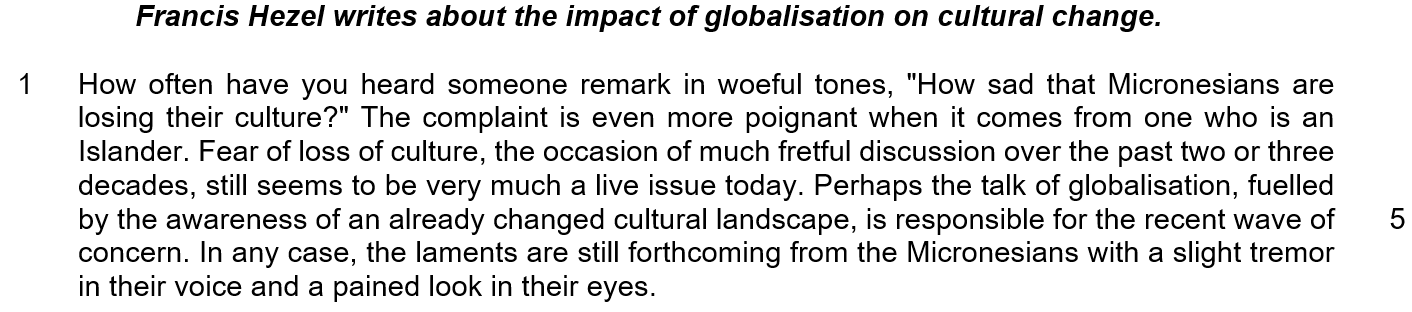 Francis Hezel writes about the impact of globalisation on cultural change.
1 How often have you heard someone remark in woeful tones, "How sad that Micronesians are
losing their culture?" The complaint is even more poignant when it comes from one who is an
Islander. Fear of loss of culture, the occasion of much fretful discussion over the past two or three
decades, still seems to be very much a live issue today. Perhaps the talk of globalisation, fuelled
by the awareness of an already changed cultural landscape, is responsible for the recent wave of 5
concern. In any case, the laments are still forthcoming from the Micronesians with a slight tremor
in their voice and a pained look in their eyes.